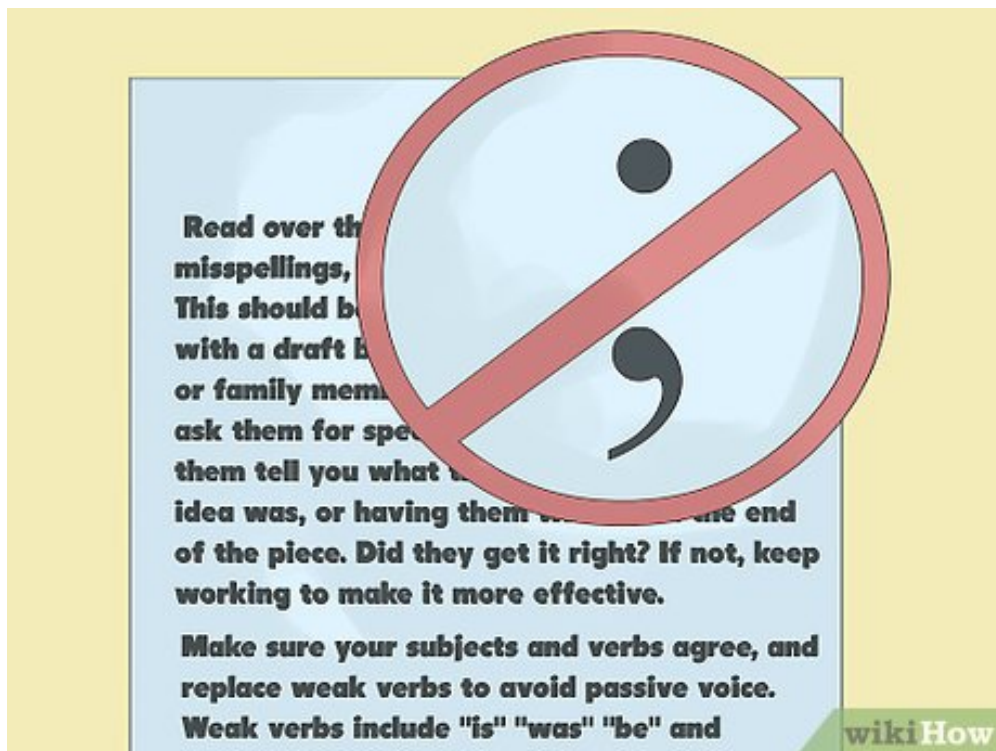 ;
Read over
misspellings,
This should
with a draft
or family
ask them for
them tell you what
idea was, or having them the end
of the piece. Did they get it right? If not, keep
working to make it more effective.
Make sure your subjects and verbs agree, and
replace weak verbs to avoid passive voice.
Weak verbs include "is" "was" "be" and
wikiHow